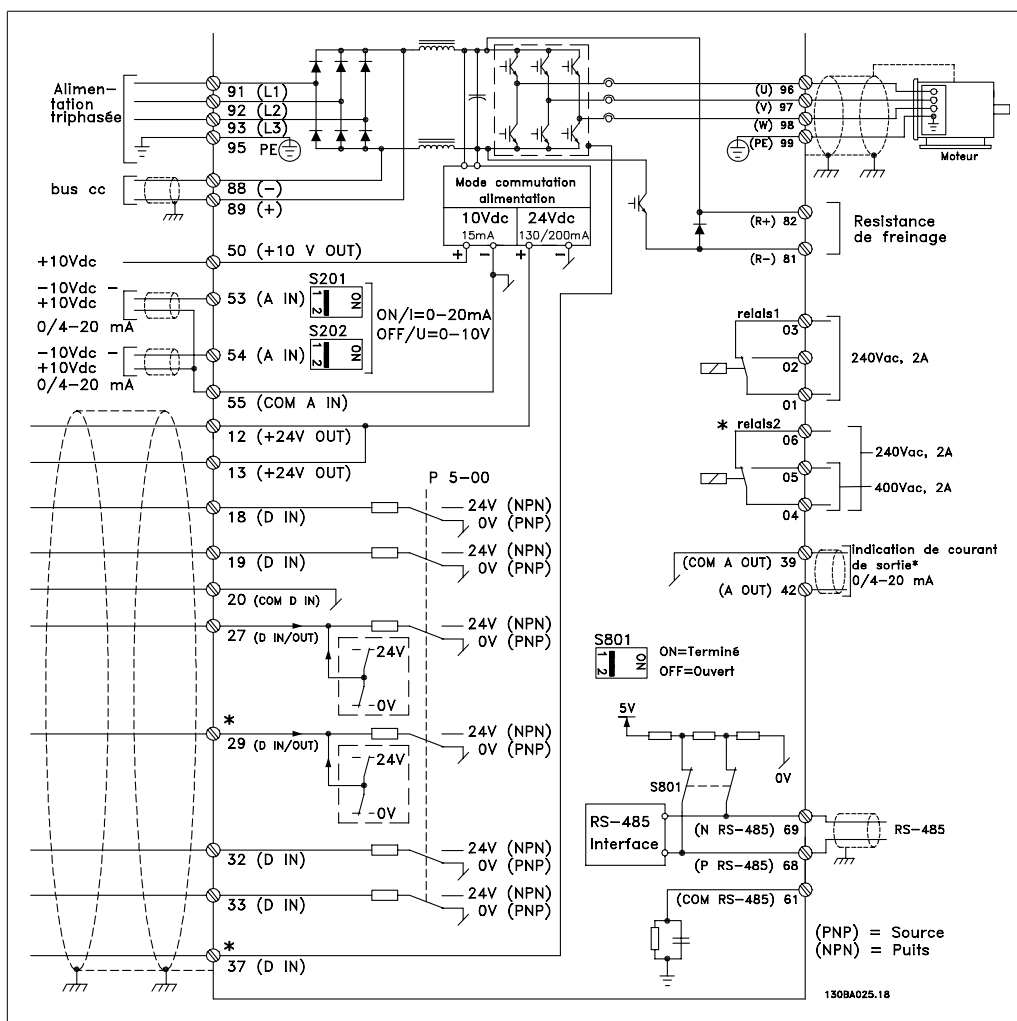 Alimen-
tation
triphasée
91 (L1)
92 (L2)
93 (L3)
95 PE
bus cc
88 (-)
89 (+)
Mode commutation
alimentation
10Vdc
15mA
24Vdc
130/200mA
+ - + -
+10Vdc
50 (+10 V OUT)
-10Vdc -
+10Vdc
0/4-20 mA
53 (A IN)
S201
1 2
ON
ON/I=0-20mA
OFF/U=0-10V
-10Vdc -
+10Vdc
0/4-20 mA
54 (A IN)
S202
1 2
ON
55 (COM A IN)
12 (+24V OUT)
13 (+24V OUT)
P 5-00
18 (D IN)
24V (NPN)
0V (PNP)
19 (D IN)
24V (NPN)
0V (PNP)
20 (COM D IN)
27 (D IN/OUT)
24V (NPN)
0V (PNP)
24V
0V
*
29 (D IN/OUT)
24V (NPN)
0V (PNP)
24V
0V
32 (D IN)
24V (NPN)
0V (PNP)
33 (D IN)
24V (NPN)
0V (PNP)
*
37 (D IN)
(U) 96
(V) 97
(W) 98
(PE) 99
Moteur
(R+) 82
(R-) 81
Resistance
de freinage
relais1
03
02
01
240Vac, 2A
* relais2
06
05
04
240Vac, 2A
400Vac, 2A
(COM A OUT) 39
(A OUT) 42
indication de courant
de sortie*
0/4-20 mA
S801
1 2
ON
ON=Terminé
OFF=Ouvert
5V
0V
S801
RS-485
Interface
(N RS-485) 69
(P RS-485) 68
RS-485
(COM RS-485) 61
(PNP) = Source
(NPN) = Puits
130BA025.18